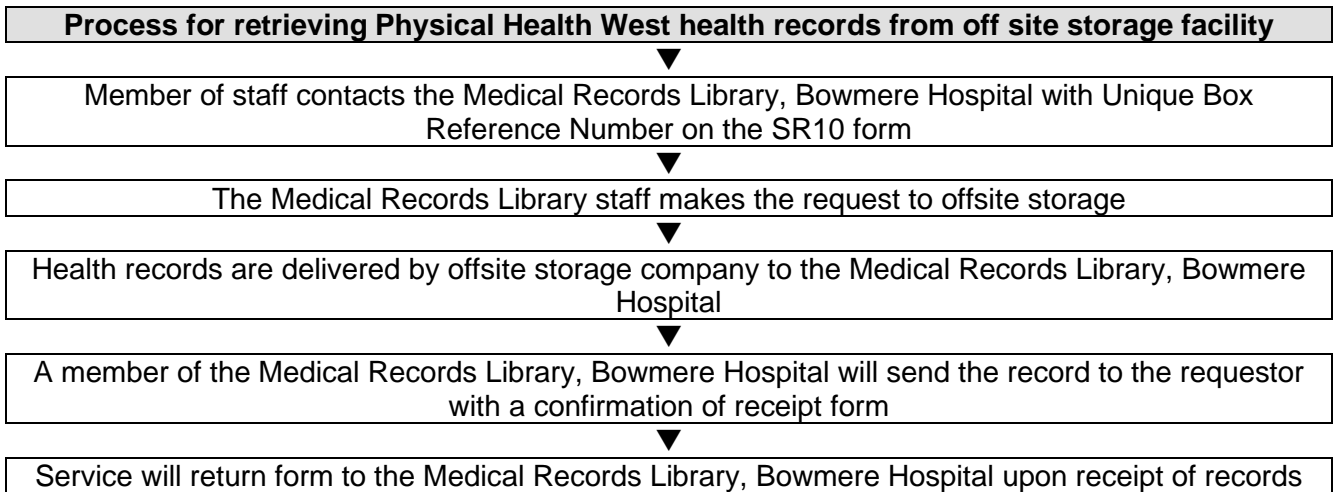 Process for retrieving Physical Health West health records from off site storage facility
Member of staff contacts the Medical Records Library, Bowmere Hospital with Unique Box
Reference Number on the SR10 form
The Medical Records Library staff makes the request to offsite storage
Health records are delivered by offsite storage company to the Medical Records Library, Bowmere
Hospital
A member of the Medical Records Library, Bowmere Hospital will send the record to the requestor
with a confirmation of receipt form
Service will return form to the Medical Records Library, Bowmere Hospital upon receipt of records